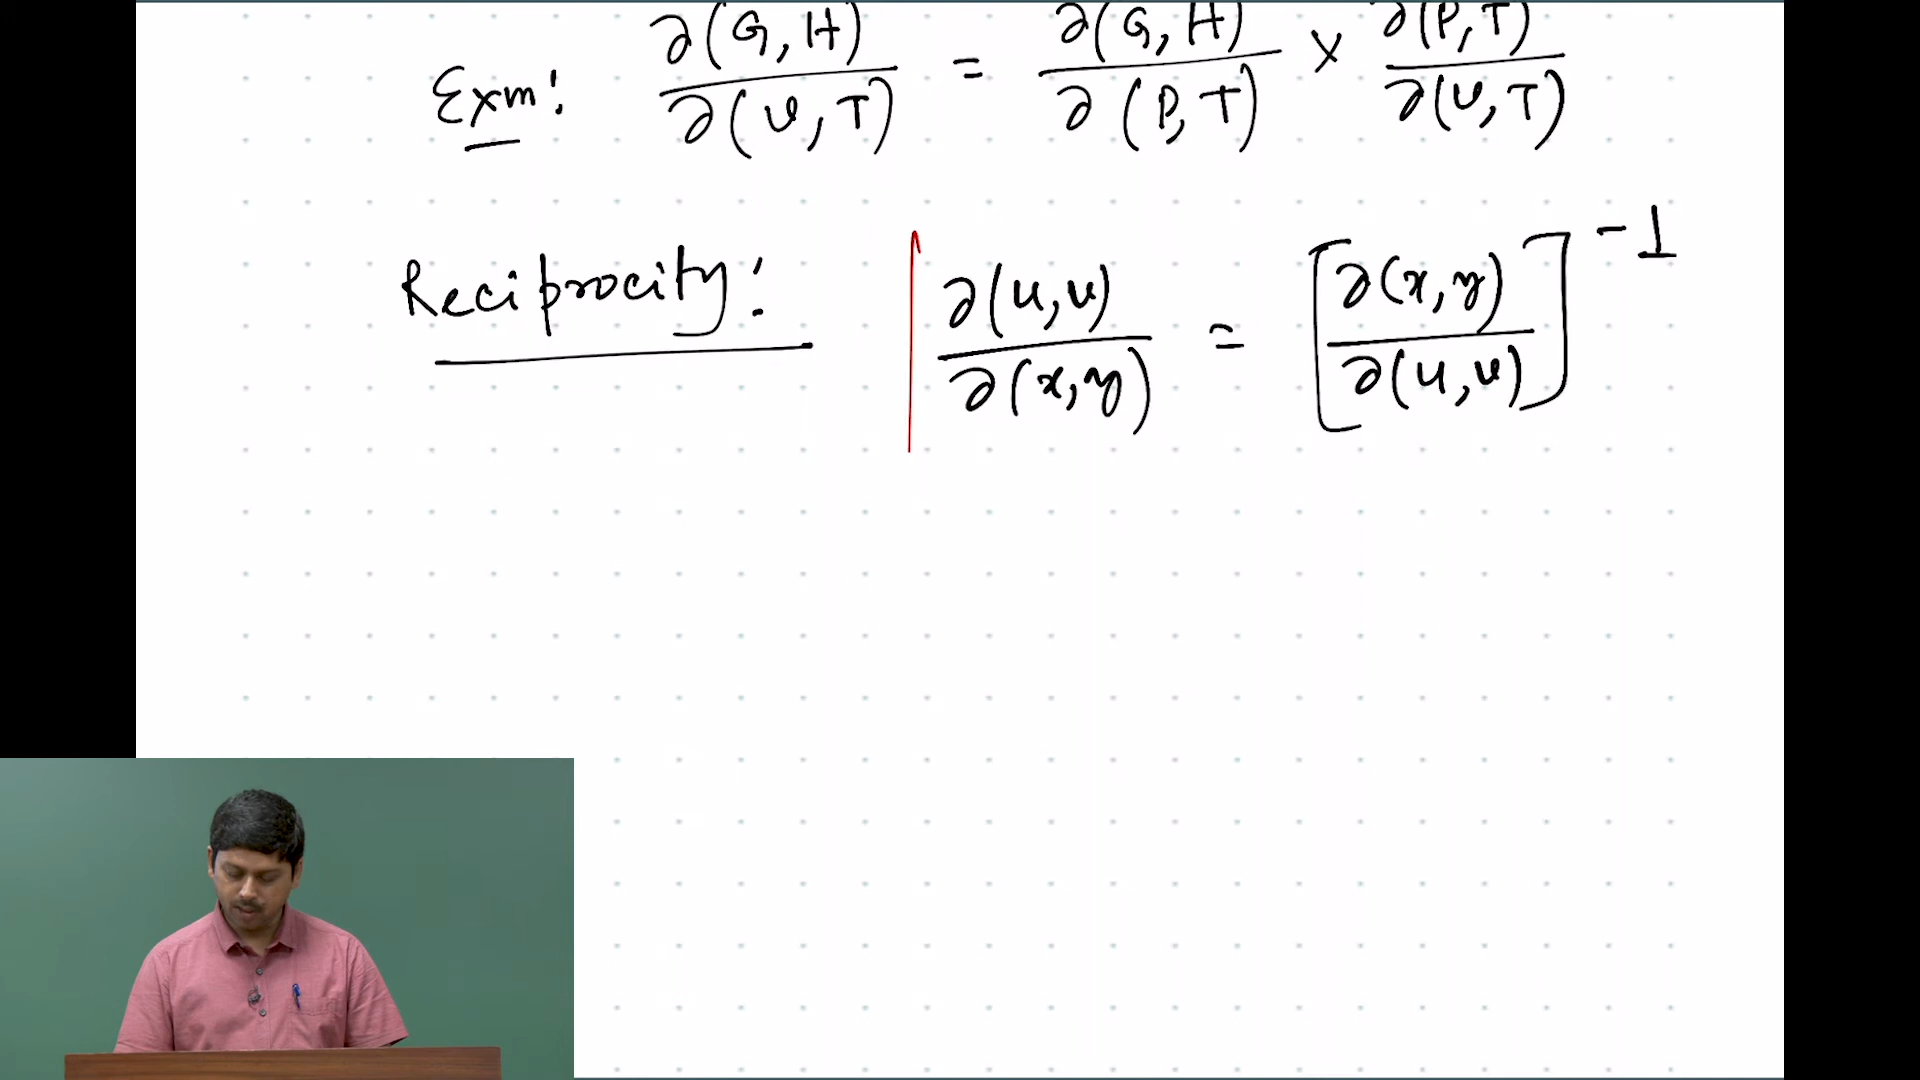 Exm: ∂(G, H) / ∂(v, T) = ∂(G, H) / ∂(P, T) × ∂(P, T) / ∂(v, T)
Reciprocity: ∂(u, v) / ∂(x, y) = [∂(x, y) / ∂(u, v)]^-1